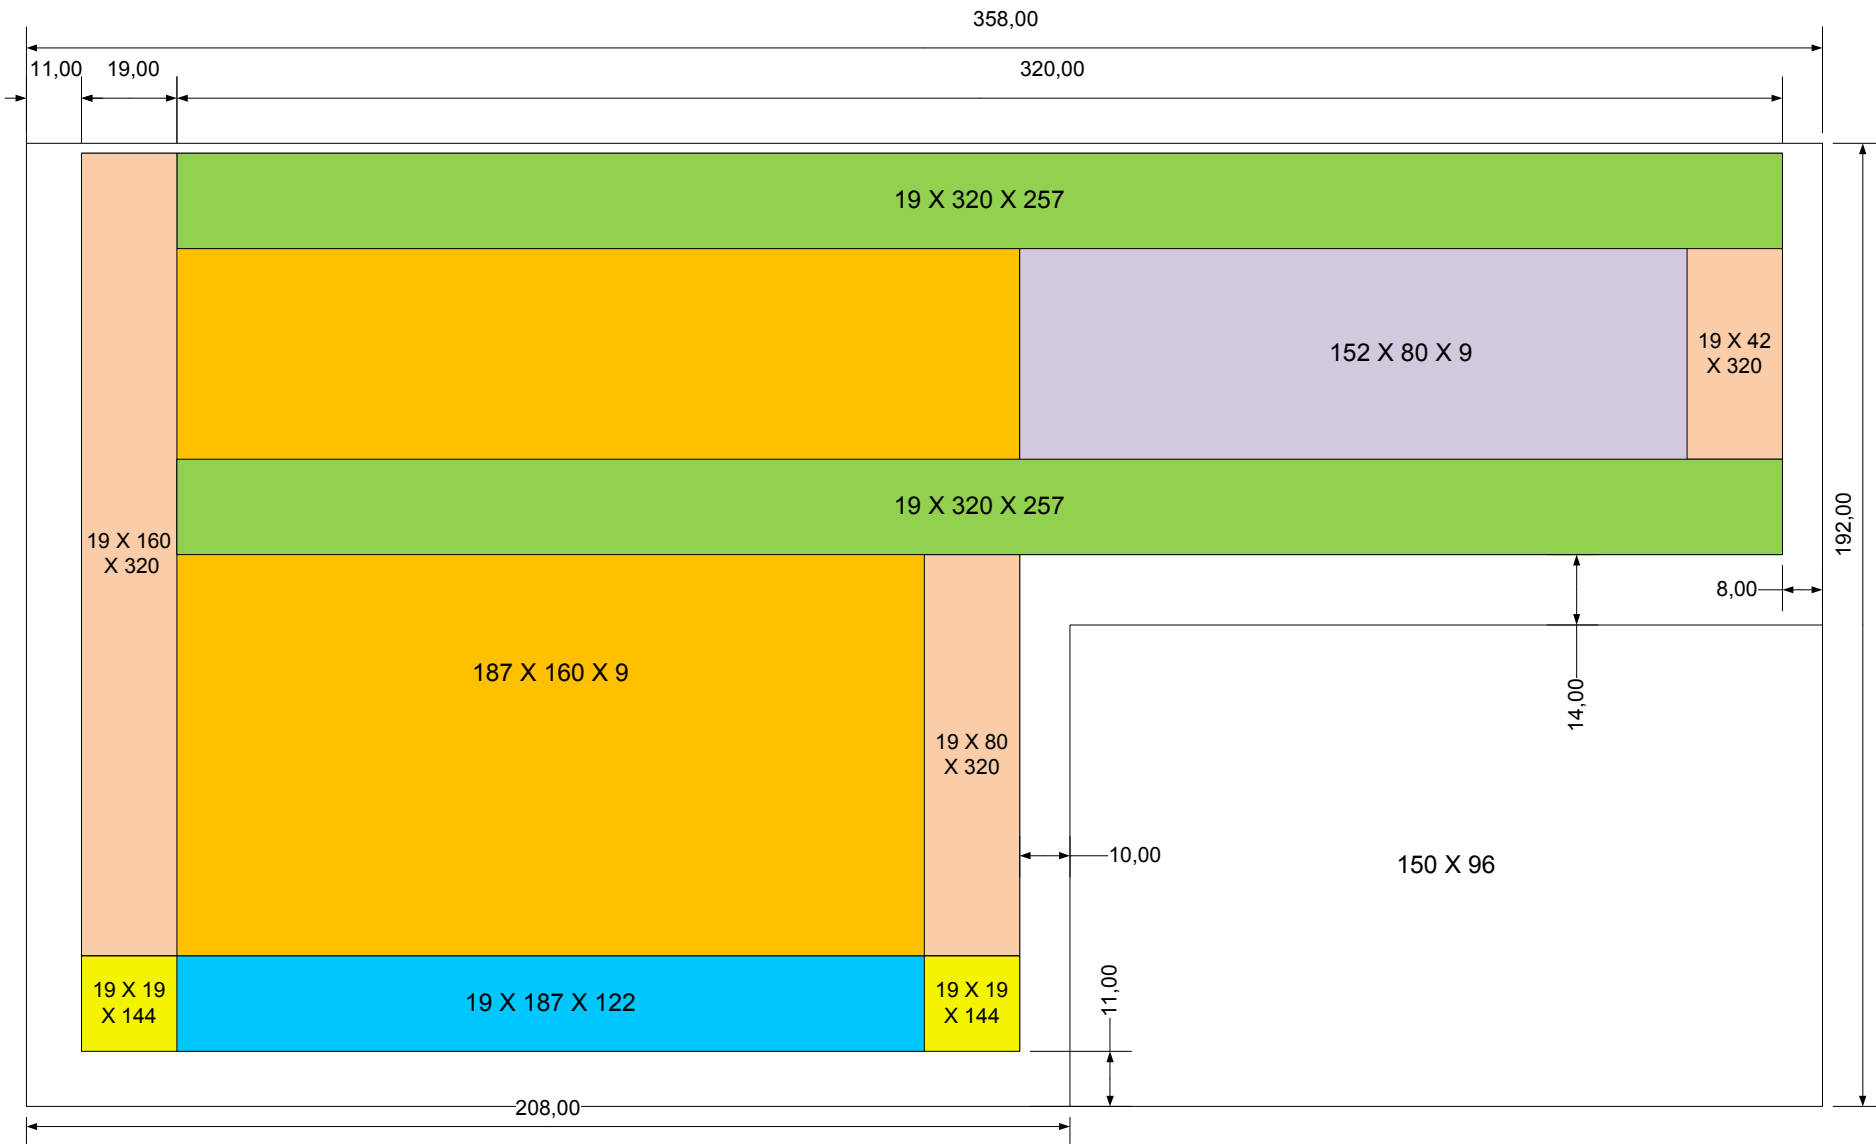 358,00
11,00
19,00
320,00
19 X 320 X 257
152 X 80 X 9
19 X 42
X 320
19 X 320 X 257
192,00
19 X 160
X 320
8,00
187 X 160 X 9
14,00
19 X 80
X 320
10,00
150 X 96
19 X 19
X 144
19 X 187 X 122
19 X 19
X 144
11,00
208,00